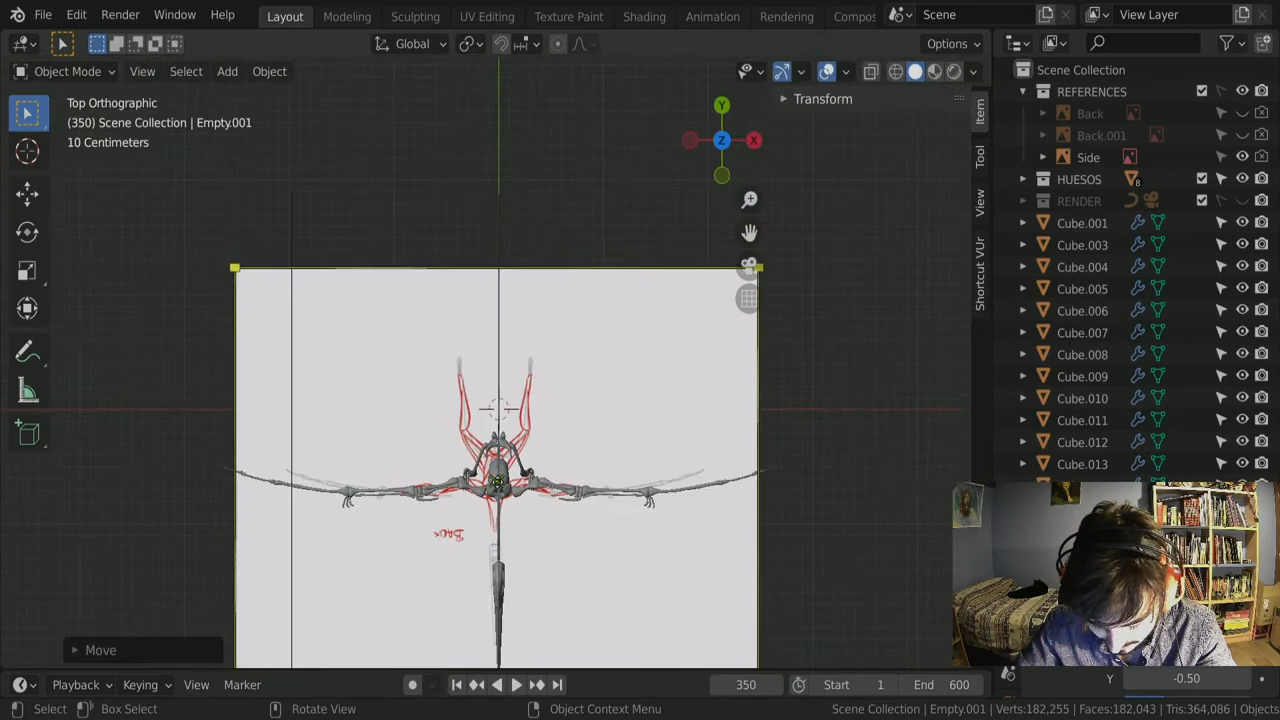 File Edit Render Window Help Layout Modeling Sculpting UV Editing Texture Paint Shading Animation Rendering Compos Scene View Layer
Global Options
Object Mode View Select Add Object
Top Orthographic
(350) Scene Collection | Empty.001
10 Centimeters
Transform
Y
Z
X
Item
Tool
View
Shortcut VUr
BACK
Move
Scene Collection
REFERENCES
Back
Back.001
Side
HUESOS 8
RENDER
Cube.001
Cube.003
Cube.004
Cube.005
Cube.006
Cube.007
Cube.008
Cube.009
Cube.010
Cube.011
Cube.012
Cube.013
Y -0.50
Playback Keying View Marker 350 Start 1 End 600
Select Box Select Rotate View Object Context Menu Scene Collection | Empty.001 | Verts:182,255 | Faces:182,043 | Tris:364,086 | Objects